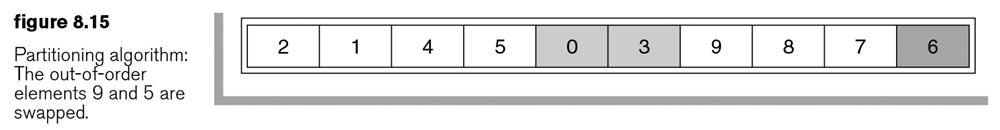 figure 8.15
Partitioning algorithm:
The out-of-order
elements 9 and 5 are
swapped.
2 1 4 5 0 3 9 8 7 6